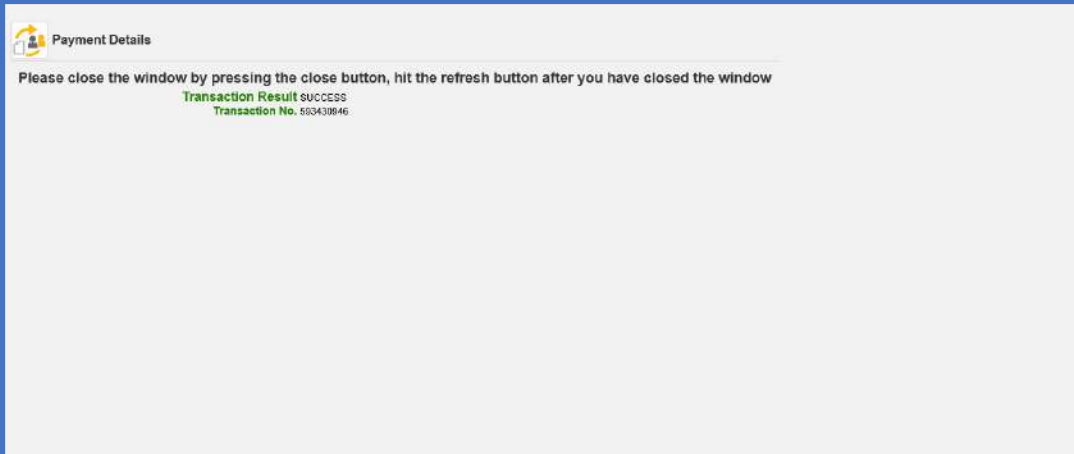 Payment Details
Please close the window by pressing the close button, hit the refresh button after you have closed the window
Transaction Result SUCCESS
Transaction No. 593430946